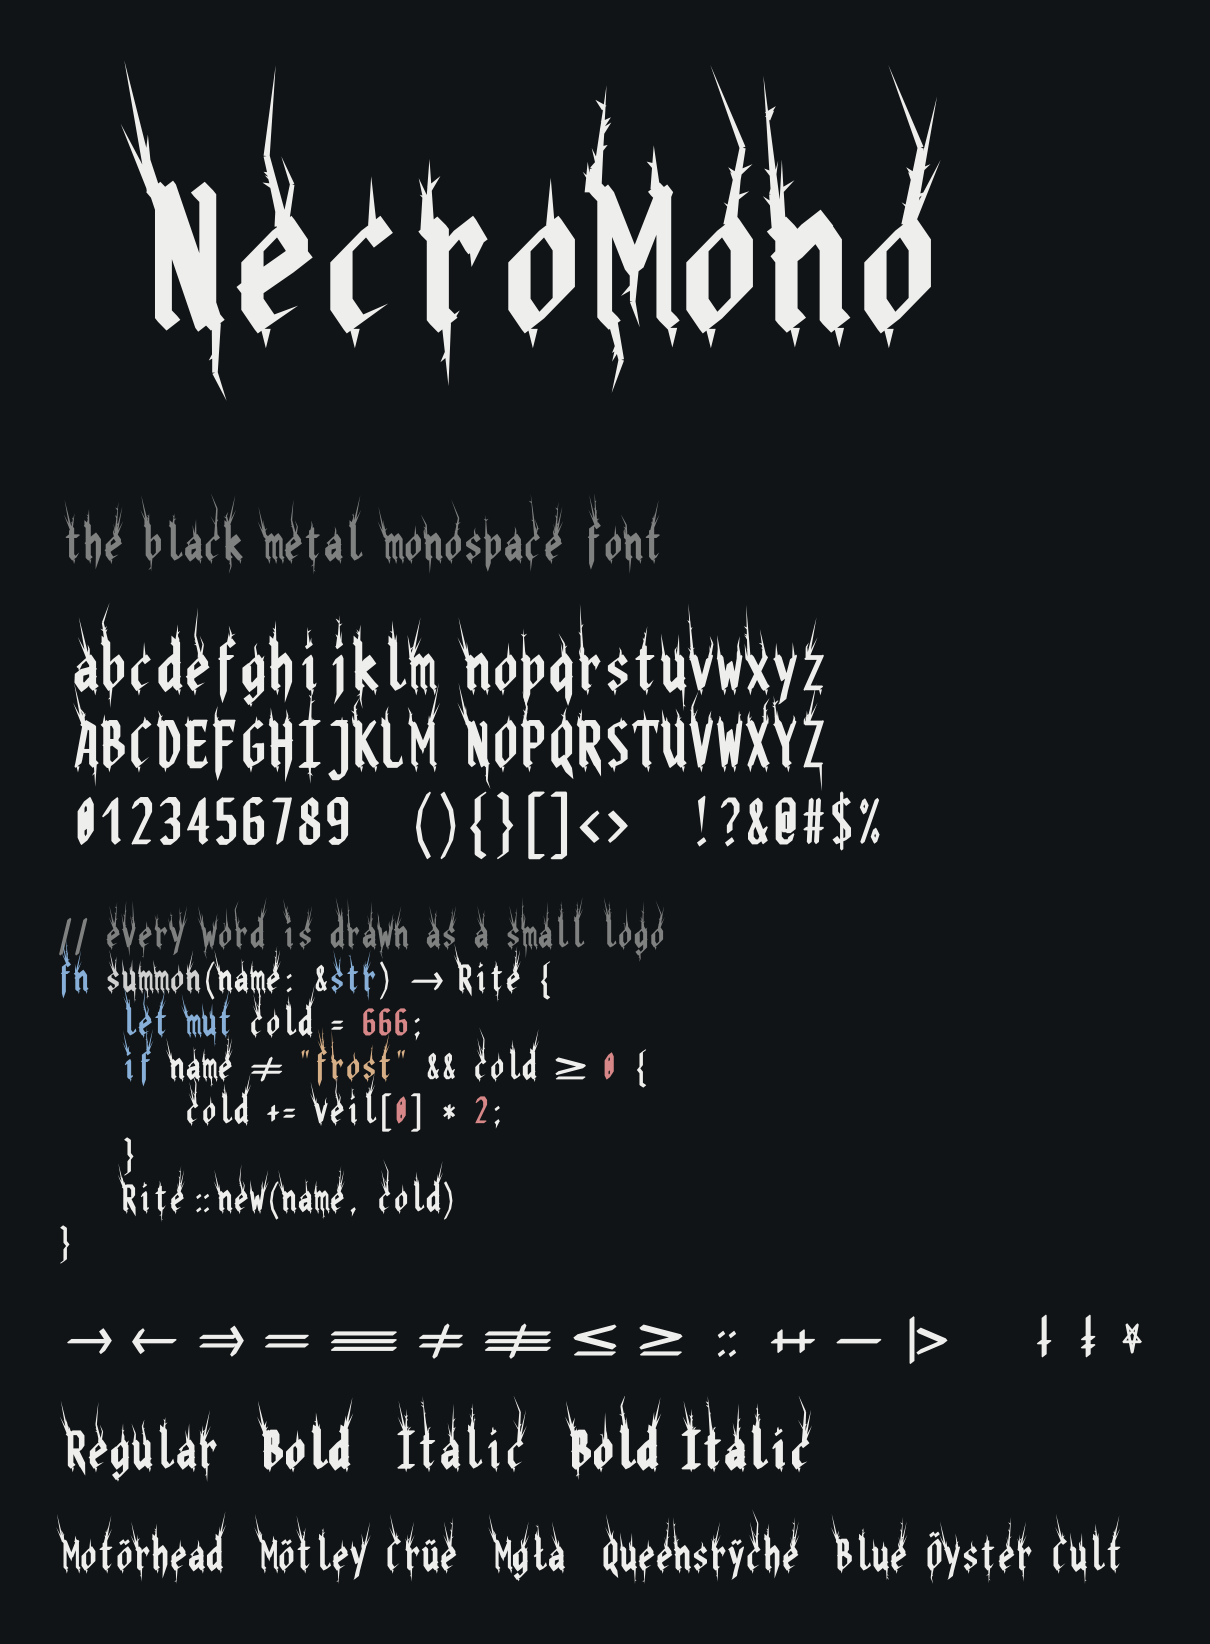 NecroMono
the black metal monospace font
abcdefghijklm nopqrstuvwxyz
ABCDEFGHIJKLM NOPQRSTUVWXYZ
0123456789 (){}[]<> !?&@#$%
// every word is drawn as a small logo
fn summon(name: &str) → Rite {
let mut cold = 666;
if name ≠ "frost" && cold ≥ 0 {
cold += veil[0] * 2;
}
Rite::new(name, cold)
}
→ ← ⇒ = ≡ ≠ ≢ ≤ ≥ :: ++ — |> ⸸ ‡ ⛧
Regular Bold Italic Bold Italic
Motörhead Mötley Crüe Mgła Queensrÿche Blue Öyster Cult